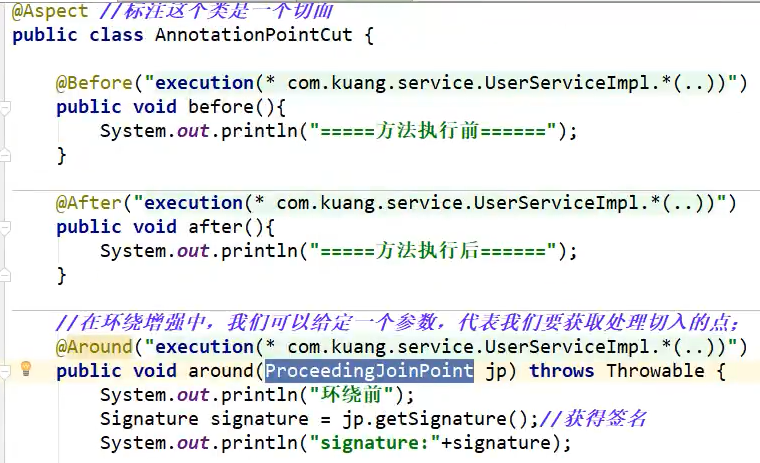 @Aspect //标注这个类是一个切面
public class AnnotationPointCut {
@Before("execution(* com.kuang.service.UserServiceImpl.*(..))")
public void before(){
System.out.println("=====方法执行前======");
}
@After("execution(* com.kuang.service.UserServiceImpl.*(..))")
public void after(){
System.out.println("=====方法执行后======");
}
//在环绕增强中，我们可以给定一个参数，代表我们要获取处理切入的点；
@Around("execution(* com.kuang.service.UserServiceImpl.*(..))")
public void around(ProceedingJoinPoint jp) throws Throwable {
System.out.println("环绕前");
Signature signature = jp.getSignature();//获得签名
System.out.println("signature:"+signature);